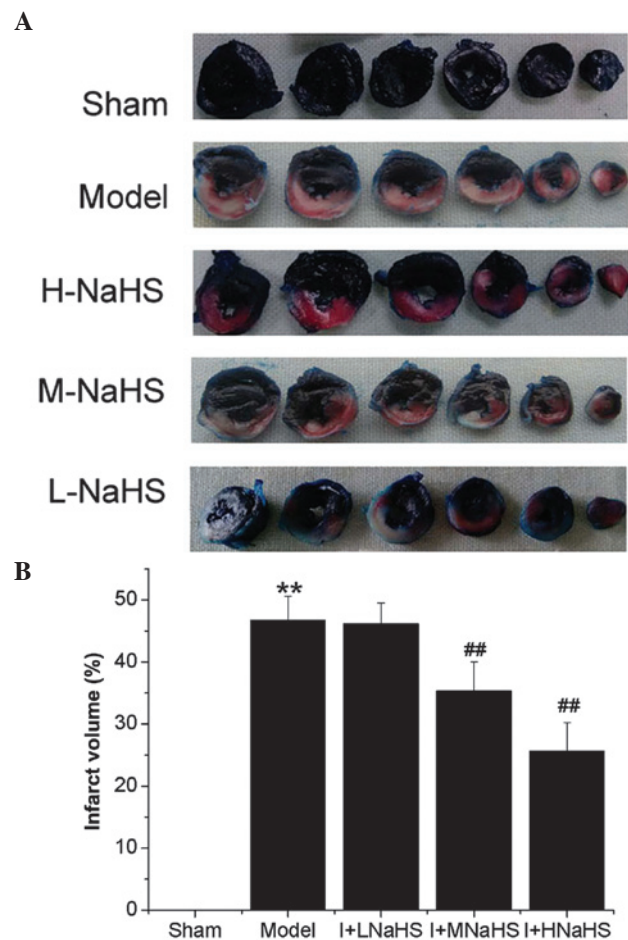 A
Sham
Model
H-NaHS
M-NaHS
L-NaHS
B
Infarct volume (%)
50
40
30
20
10
0
**
##
##
Sham Model I+LNaHS I+MNaHS I+HNaHS